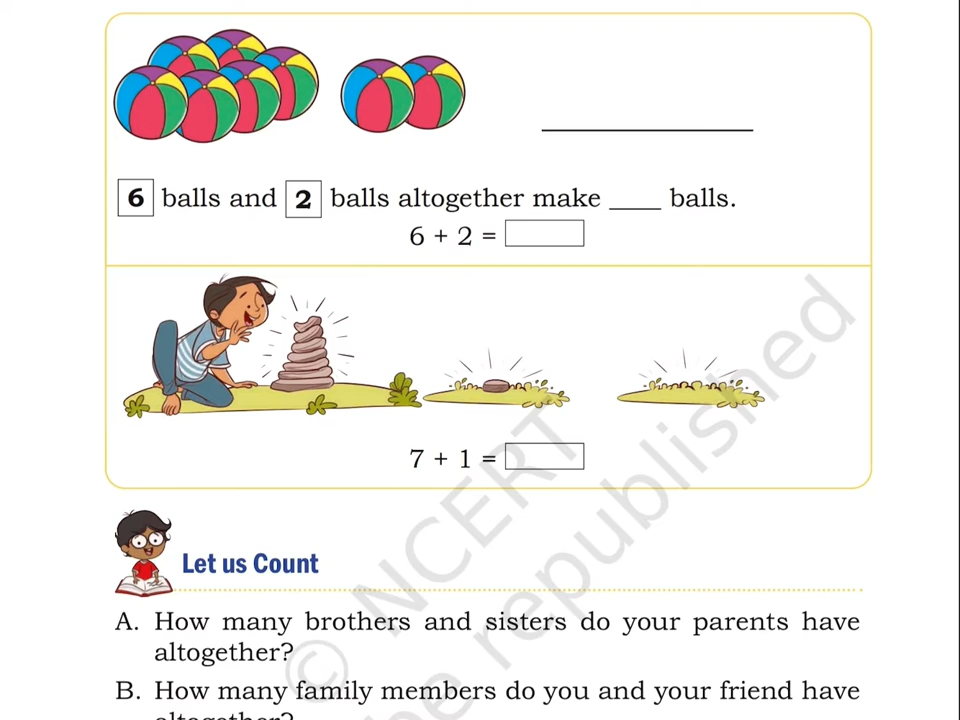 6 balls and 2 balls altogether make ____ balls.
6 + 2 =
7 + 1 =
Let us Count
A. How many brothers and sisters do your parents have
altogether?
B. How many family members do you and your friend have
altogether?
© NCERT
be republished